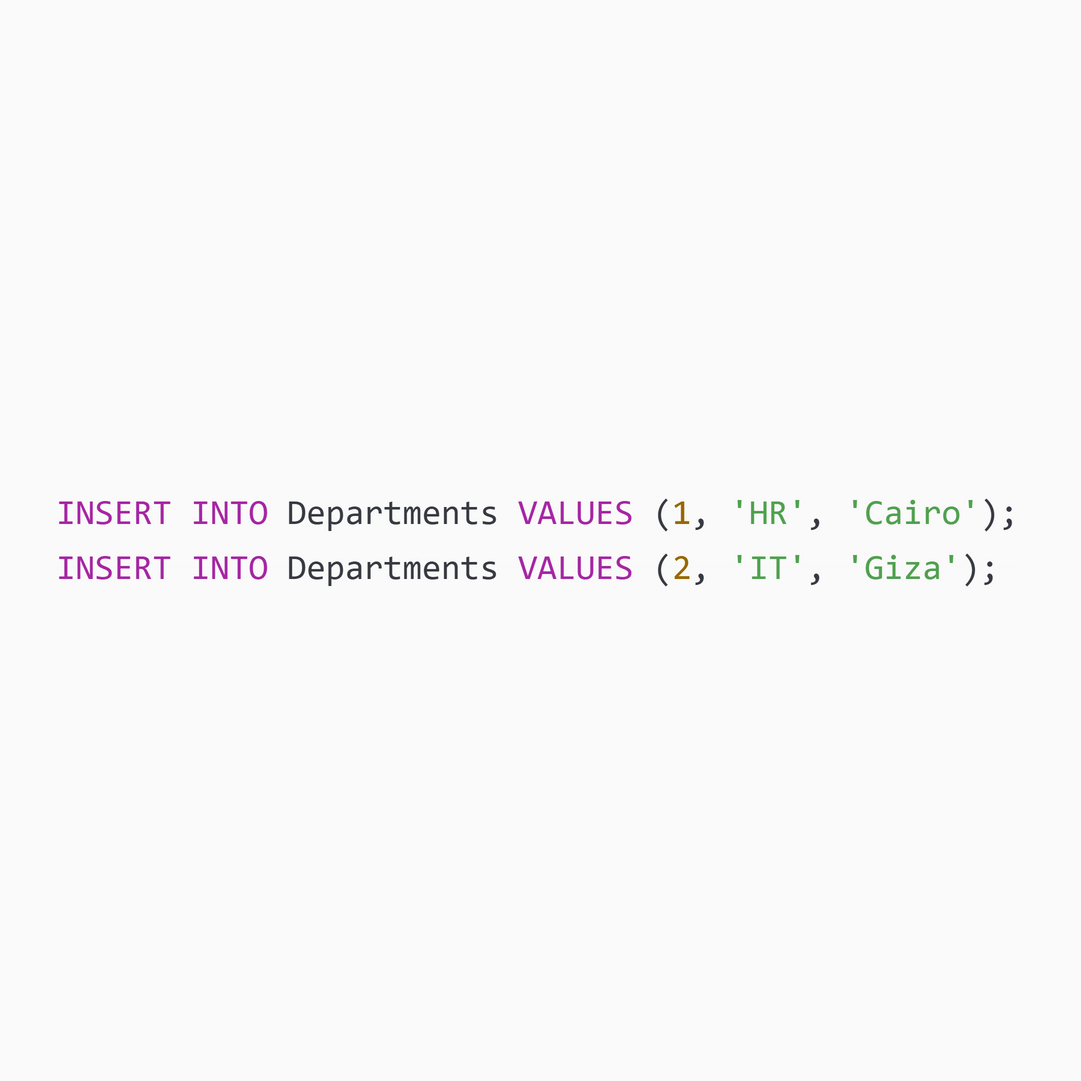 INSERT INTO Departments VALUES (1, 'HR', 'Cairo');
INSERT INTO Departments VALUES (2, 'IT', 'Giza');